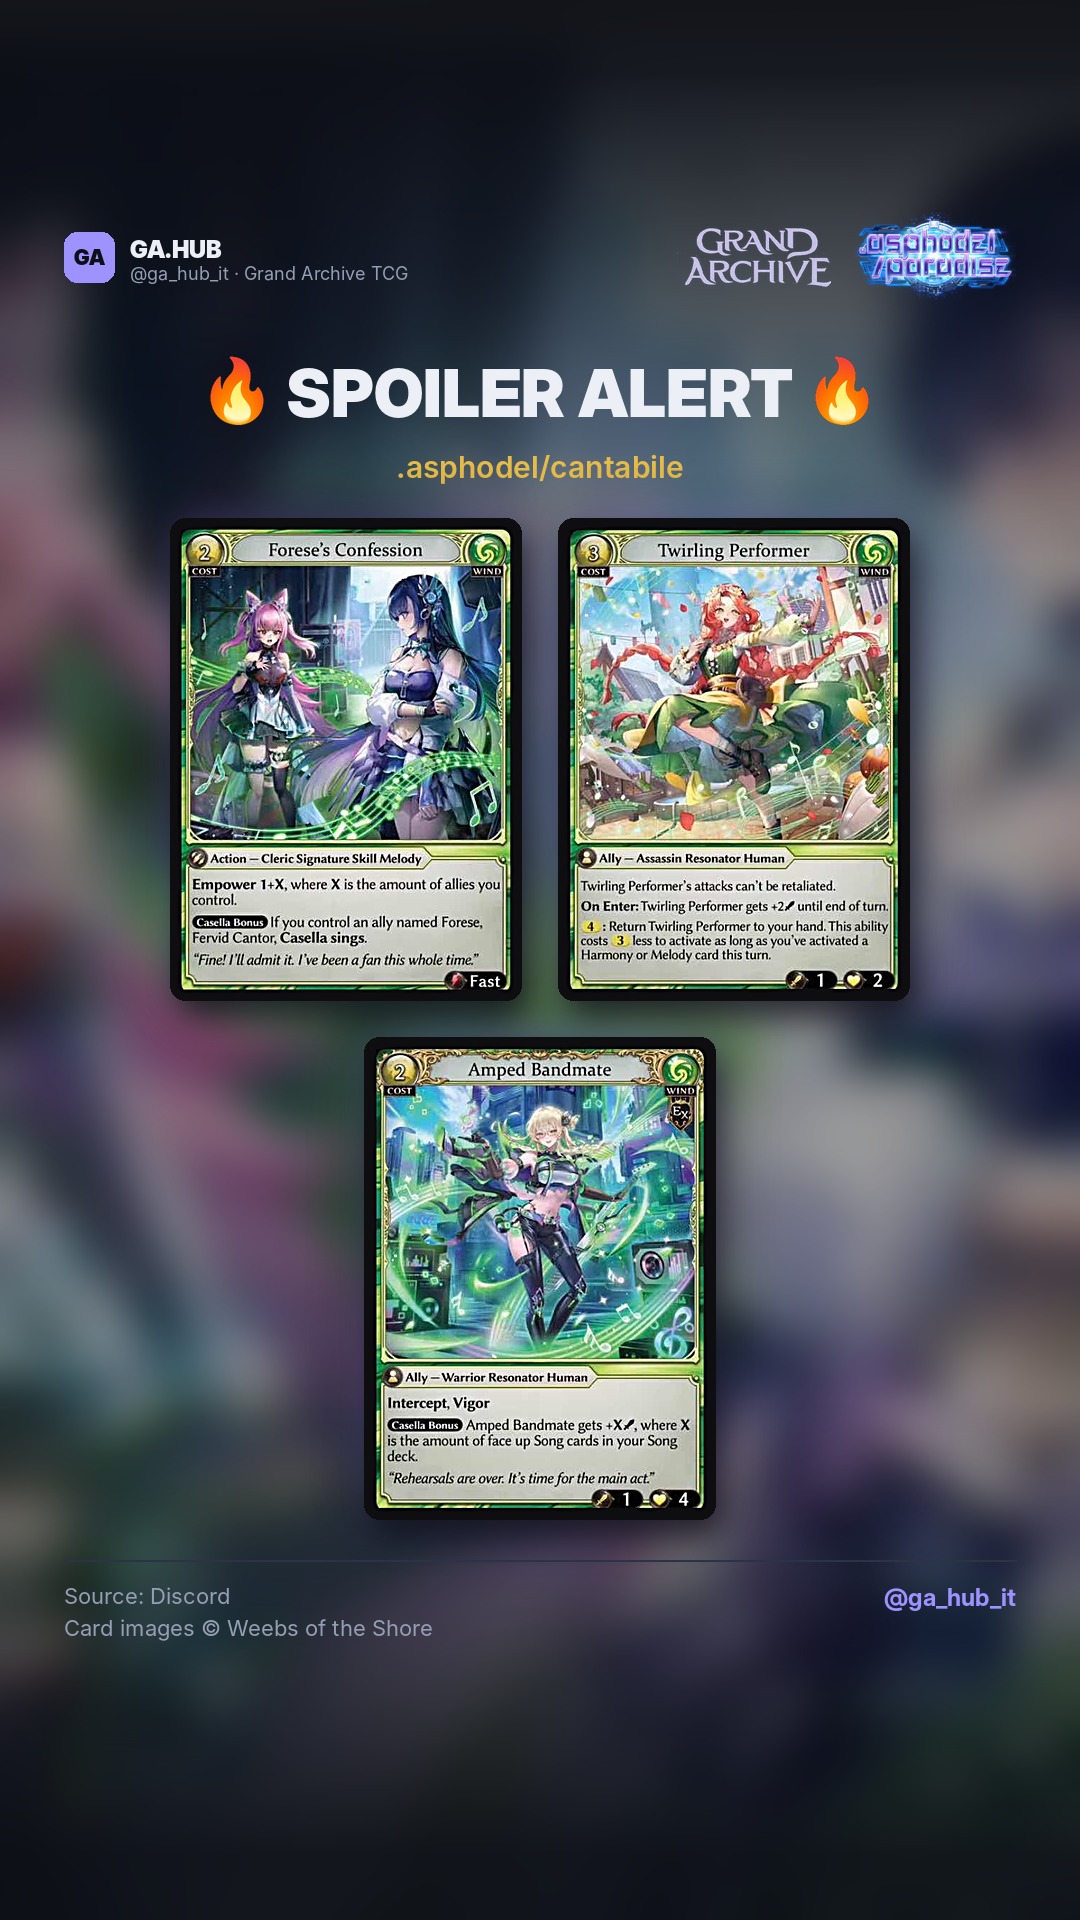 GA
GA.HUB
@ga_hub_it · Grand Archive TCG
GRAND
ARCHIVE
.asphodel
/paradise
🔥 SPOILER ALERT 🔥
.asphodel/cantabile
2
COST
Forese's Confession
WIND
Action — Cleric Signature Skill Melody
Empower 1+X, where X is the amount of allies you
control.
Casella Bonus If you control an ally named Forese,
Fervid Cantor, Casella sings.
"Fine! I'll admit it. I've been a fan this whole time."
Fast
3
COST
Twirling Performer
WIND
Ally — Assassin Resonator Human
Twirling Performer's attacks can't be retaliated.
On Enter: Twirling Performer gets +2 until end of turn.
4 : Return Twirling Performer to your hand. This ability
costs 3 less to activate as long as you've activated a
Harmony or Melody card this turn.
1 2
2
COST
Amped Bandmate
WIND
EX
Ally — Warrior Resonator Human
Intercept, Vigor
Casella Bonus Amped Bandmate gets +X, where X
is the amount of face up Song cards in your Song
deck.
"Rehearsals are over. It's time for the main act."
1 4
Source: Discord
Card images © Weebs of the Shore
@ga_hub_it